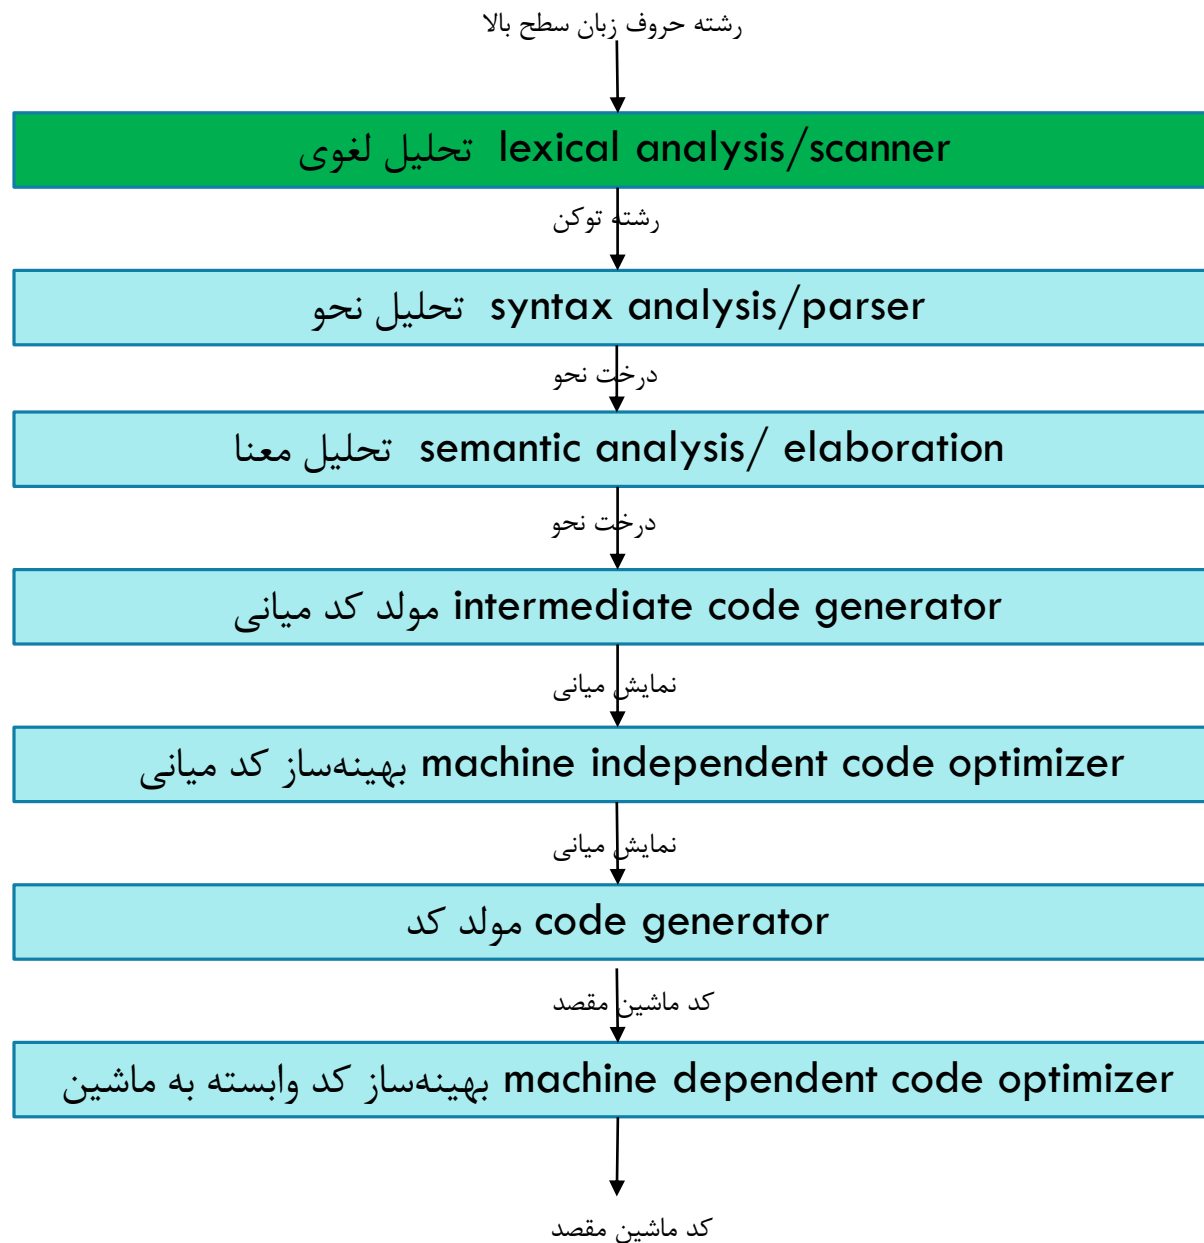 رشته حروف زبان سطح بالا
تحلیل لغوی lexical analysis/scanner
رشته توکن
تحلیل نحو syntax analysis/parser
درخت نحو
تحلیل معنا semantic analysis/ elaboration
درخت نحو
مولد کد میانی intermediate code generator
نمایش میانی
بهینه‌ساز کد میانی machine independent code optimizer
نمایش میانی
مولد کد code generator
کد ماشین مقصد
بهینه‌ساز کد وابسته به ماشین machine dependent code optimizer
کد ماشین مقصد